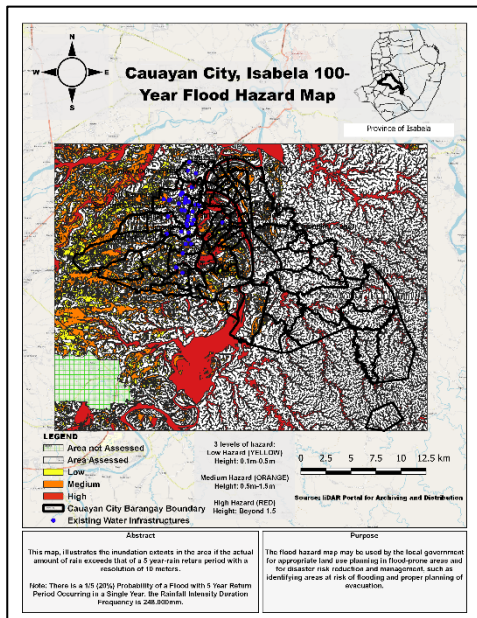 N
W
E
S
Cauayan City, Isabela 100-
Year Flood Hazard Map
Province of Isabela
LEGEND
Area not Assessed
Area Assessed
Low
Medium
High
Cauayan City Barangay Boundary
Existing Water Infrastructures
3 levels of hazard:
Low Hazard (YELLOW)
Height: 0.1m-0.5m
Medium Hazard (ORANGE)
Height: 0.5m-1.5m
High Hazard (RED)
Height: Beyond 1.5
0 2.5 5 7.5 10 12.5 km
Source: liDAR Portal for Archiving and Distribution
Abstract
This map, illustrates the inundation extents in the area if the actual
amount of rain exceeds that of a 5 year-rain return period with a
resolution of 10 meters.
Note: There is a 1/5 (20%) Probability of a Flood with 5 Year Return
Period Occurring in a Single Year. the Rainfall Intensity Duration
Frequency is 248.000mm.
Purpose
The flood hazard map may be used by the local government
for appropriate land use planning in flood-prone areas and
for disaster risk reduction and management, such as
identifying areas at risk of flooding and proper planning of
evacuation.